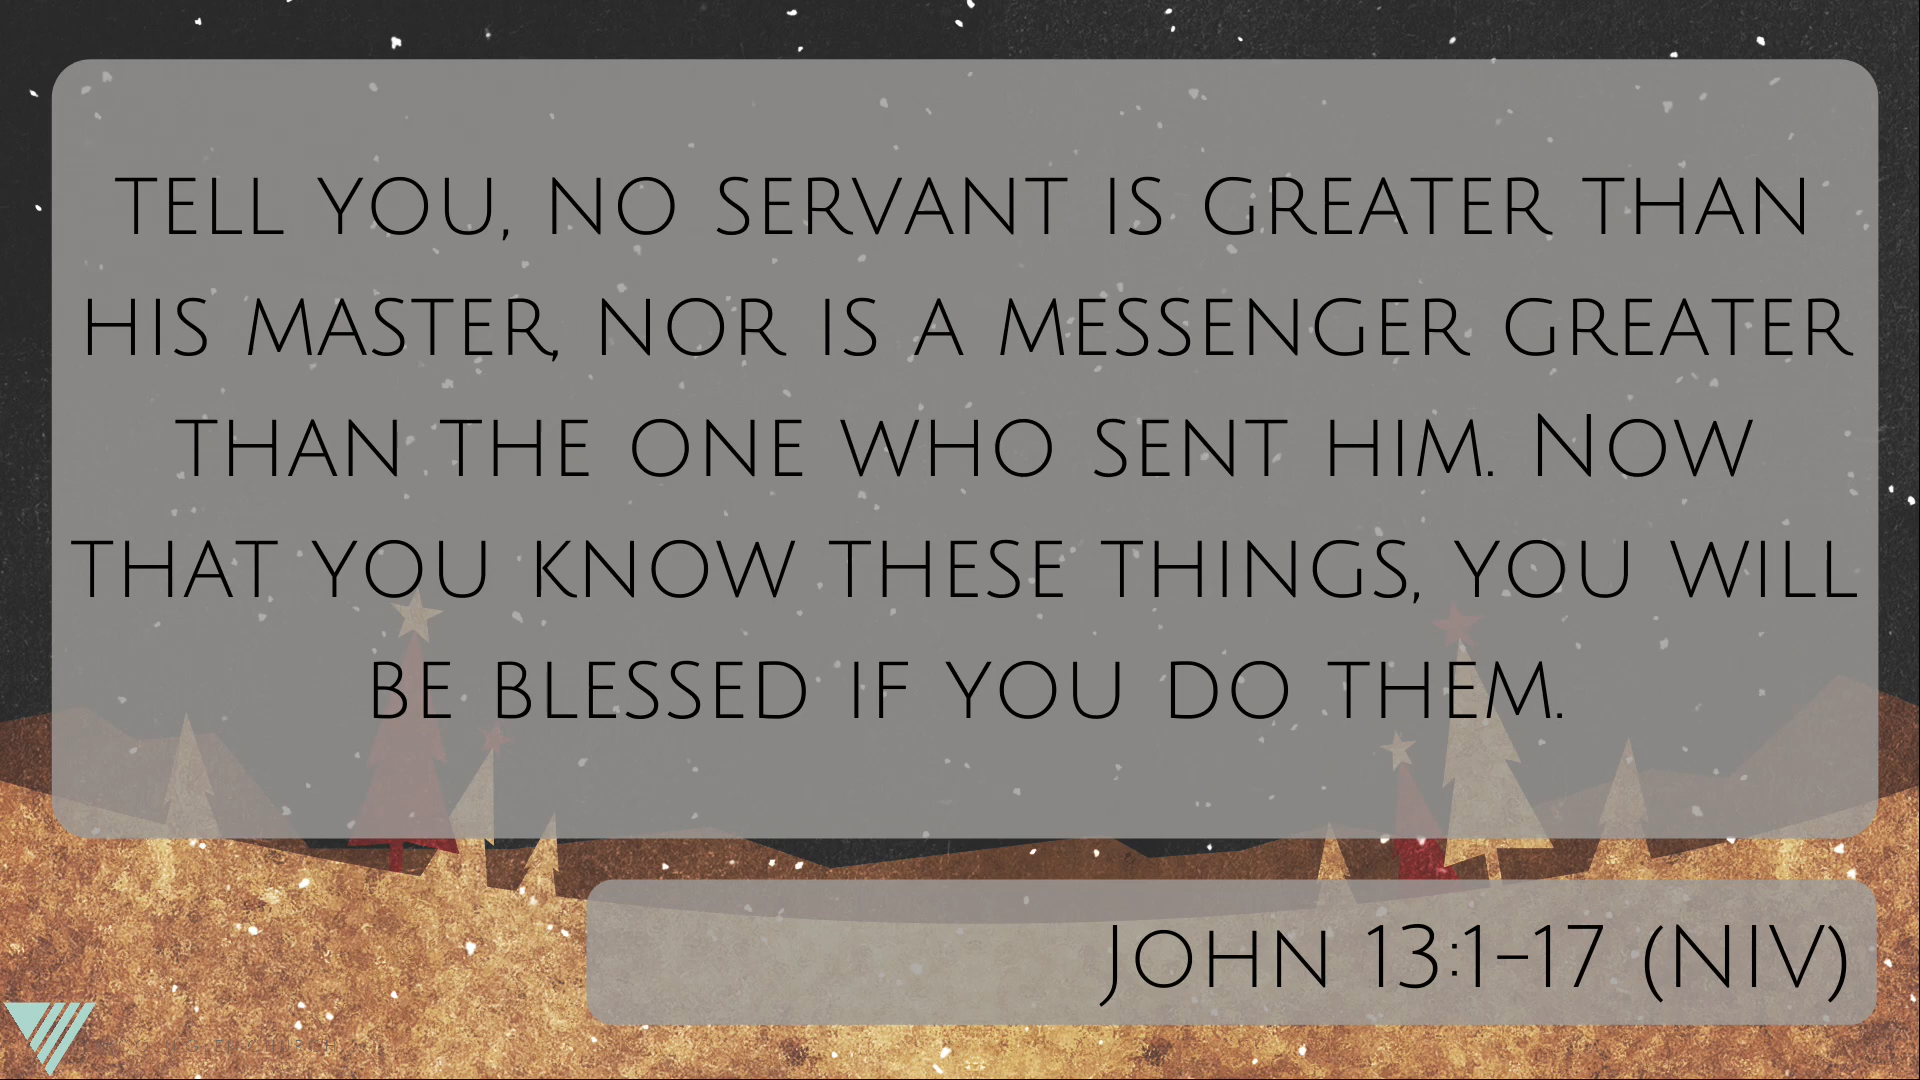 tell you, no servant is greater than
his master, nor is a messenger greater
than the one who sent him. Now
that you know these things, you will
be blessed if you do them.
John 13:1-17 (NIV)
CHURCH